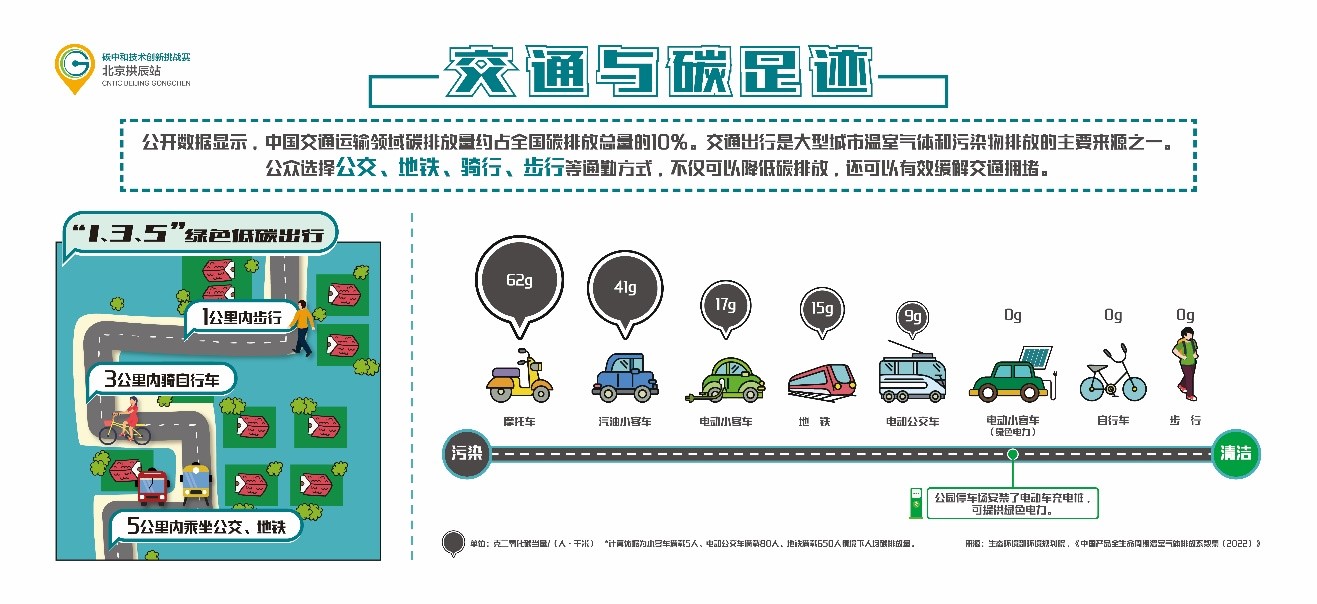 碳中和技术创新挑战赛
北京拱辰站
CNTIC BEIJING GONGCHEN
交通与碳足迹
公开数据显示，中国交通运输领域碳排放量约占全国碳排放总量的10%。交通出行是大型城市温室气体和污染物排放的主要来源之一。
公众选择公交、地铁、骑行、步行等通勤方式，不仅可以降低碳排放，还可以有效缓解交通拥堵。
“1、3、5”绿色低碳出行
1公里内步行
3公里内骑自行车
5公里内乘坐公交、地铁
62g
41g
17g
15g
9g
0g
0g
0g
摩托车
汽油小客车
电动小客车
地 铁
电动公交车
电动小客车
（绿色电力）
自行车
步 行
污染
清洁
公园停车场安装了电动车充电桩，
可提供绿色电力。
单位：克二氧化碳当量/（人·千米） *计算依据为小客车满载5人、电动公交车满载80人、地铁满载650人情况下人均碳排放量。
来源：生态环境部环境规划院，《中国产品全生命周期温室气体排放系数集（2022）》